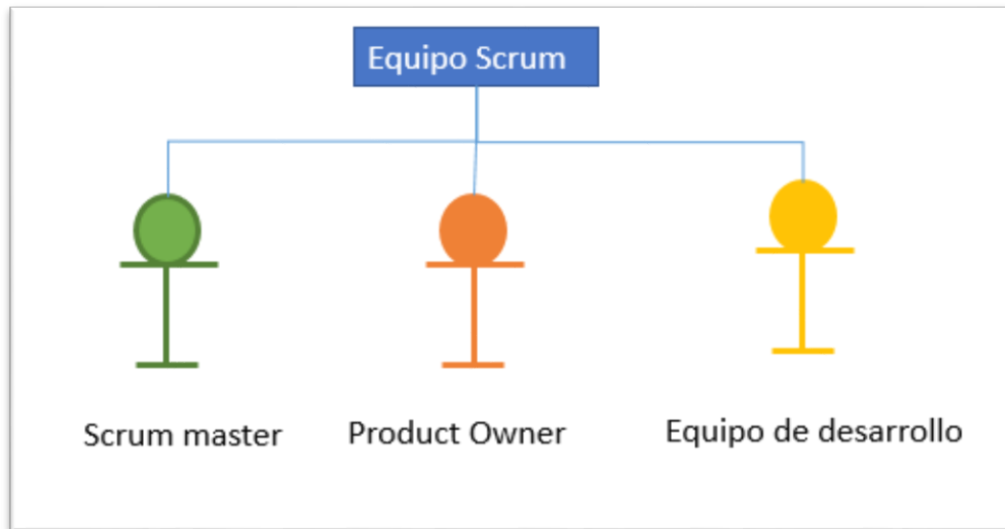 Equipo Scrum
Scrum master
Product Owner
Equipo de desarrollo